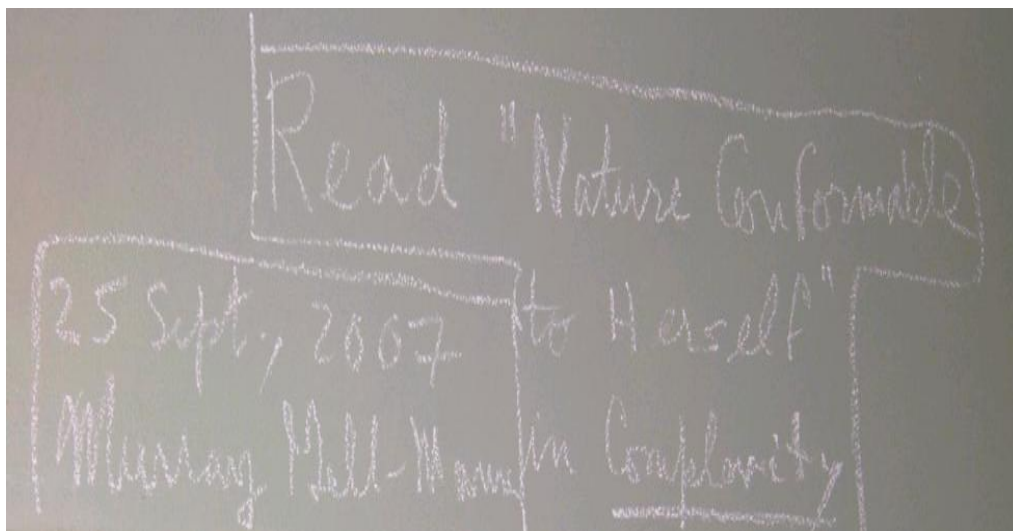 Read "Nature Conformable
to Herself"
in Complexity
25 Sept., 2007
Murray Gell-Mann